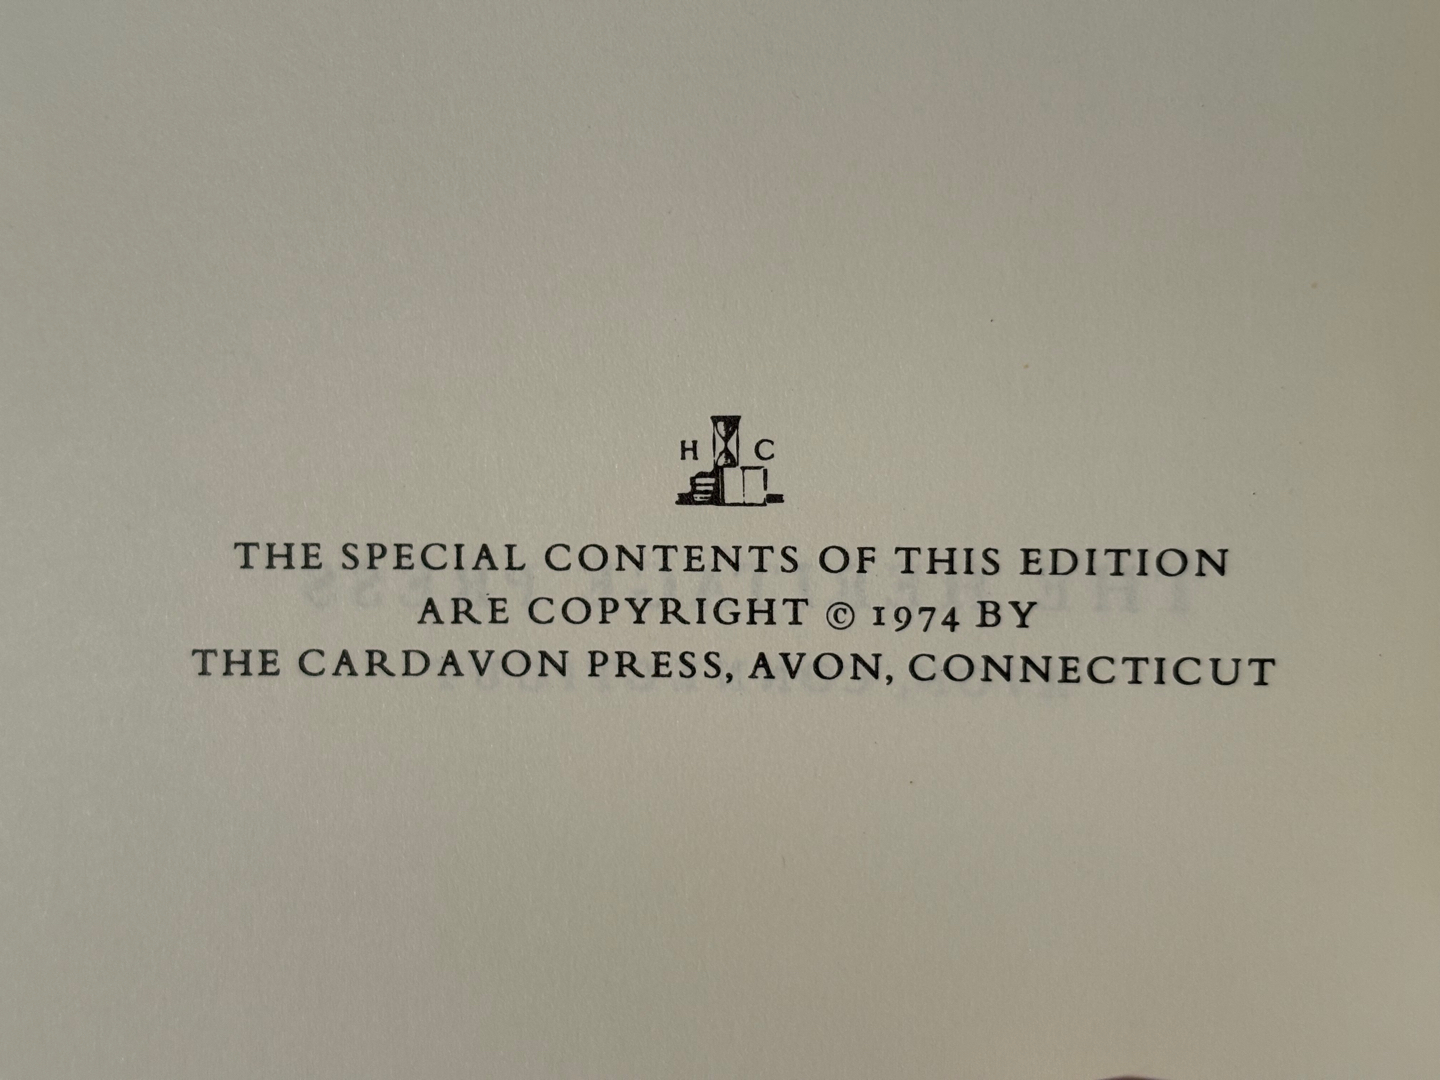 H C
THE SPECIAL CONTENTS OF THIS EDITION
ARE COPYRIGHT © 1974 BY
THE CARDAVON PRESS, AVON, CONNECTICUT